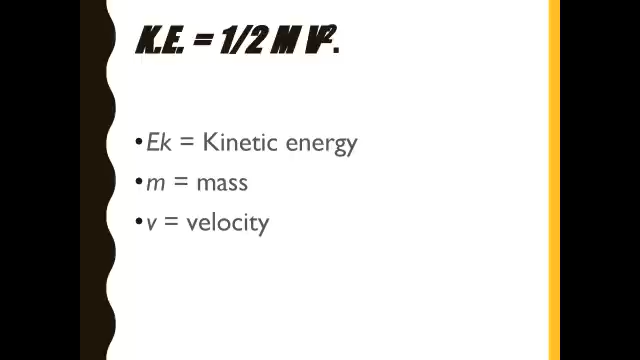 K.E. = 1/2 M V².
•Ek = Kinetic energy
•m = mass
•v = velocity